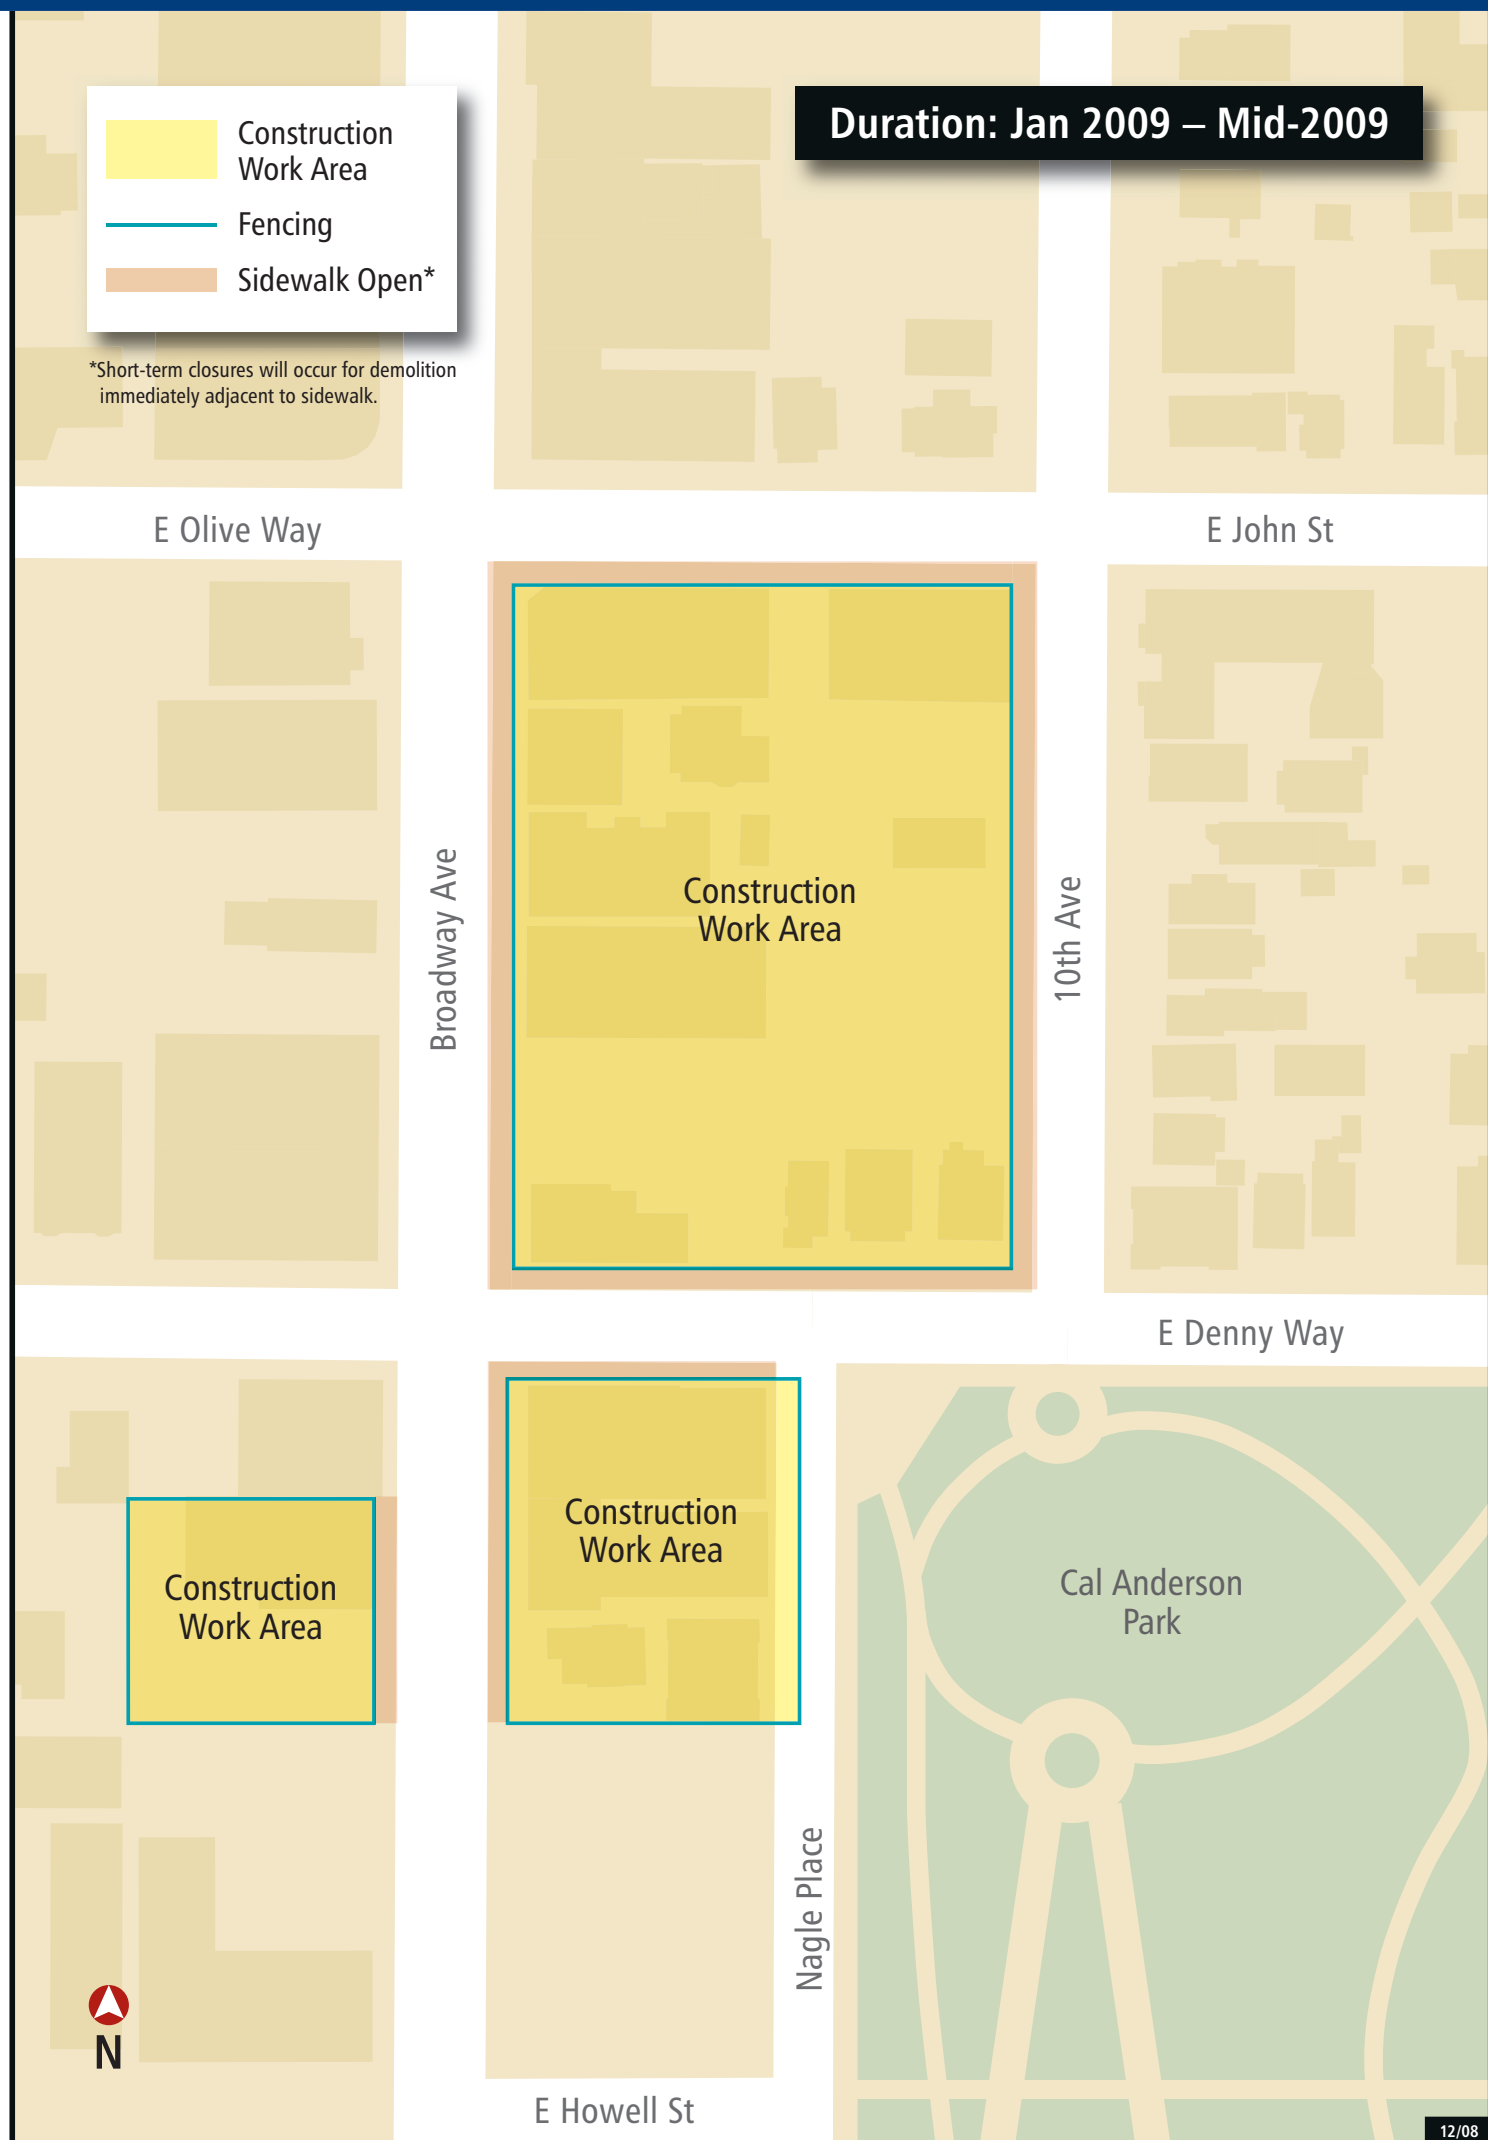 Duration: Jan 2009 – Mid-2009
Construction
Work Area
Fencing
Sidewalk Open*
*Short-term closures will occur for demolition
immediately adjacent to sidewalk.
E Olive Way
E John St
Broadway Ave
10th Ave
Construction
Work Area
E Denny Way
Construction
Work Area
Construction
Work Area
Cal Anderson
Park
Nagle Place
N
E Howell St
12/08